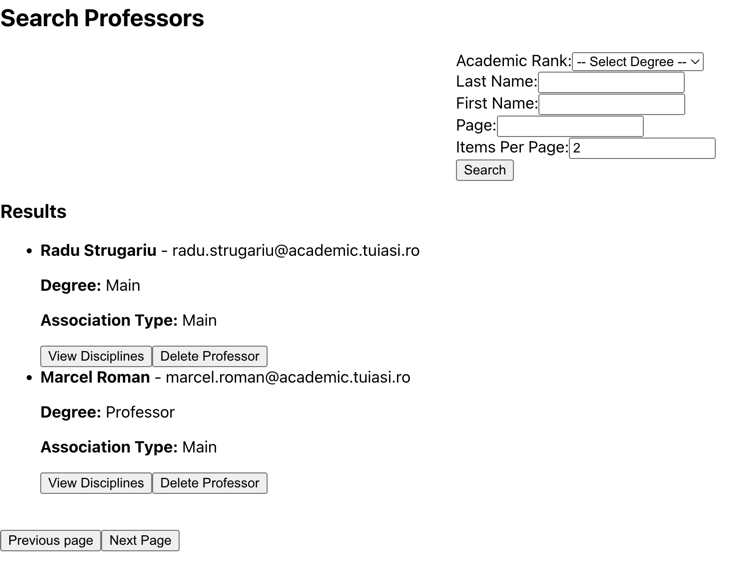 Search Professors
Academic Rank: -- Select Degree --
Last Name:
First Name:
Page:
Items Per Page: 2
Search
Results
• Radu Strugariu - radu.strugariu@academic.tuiasi.ro
Degree: Main
Association Type: Main
View Disciplines Delete Professor
• Marcel Roman - marcel.roman@academic.tuiasi.ro
Degree: Professor
Association Type: Main
View Disciplines Delete Professor
Previous page Next Page